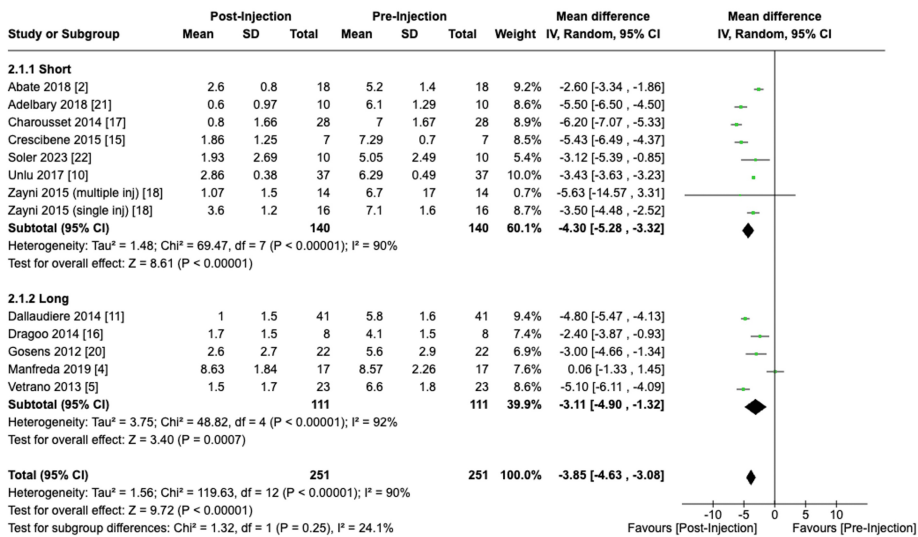 Post-Injection Pre-Injection Mean difference Mean difference
Study or Subgroup Mean SD Total Mean SD Total Weight IV, Random, 95% CI IV, Random, 95% CI
2.1.1 Short
Abate 2018 [2] 2.6 0.8 18 5.2 1.4 18 9.2% -2.60 [-3.34 , -1.86]
Adelbary 2018 [21] 0.6 0.97 10 6.1 1.29 10 8.6% -5.50 [-6.50 , -4.50]
Charousset 2014 [17] 0.8 1.66 28 7 1.67 28 8.9% -6.20 [-7.07 , -5.33]
Crescibene 2015 [15] 1.86 1.25 7 7.29 0.7 7 8.5% -5.43 [-6.49 , -4.37]
Soler 2023 [22] 1.93 2.69 10 5.05 2.49 10 5.4% -3.12 [-5.39 , -0.85]
Unlu 2017 [10] 2.86 0.38 37 6.29 0.49 37 10.0% -3.43 [-3.63 , -3.23]
Zayni 2015 (multiple inj) [18] 1.07 1.5 14 6.7 17 14 0.7% -5.63 [-14.57 , 3.31]
Zayni 2015 (single inj) [18] 3.6 1.2 16 7.1 1.6 16 8.7% -3.50 [-4.48 , -2.52]
Subtotal (95% CI) 140 140 60.1% -4.30 [-5.28 , -3.32]
Heterogeneity: Tau² = 1.48; Chi² = 69.47, df = 7 (P < 0.00001); I² = 90%
Test for overall effect: Z = 8.61 (P < 0.00001)
2.1.2 Long
Dallaudiere 2014 [11] 1 1.5 41 5.8 1.6 41 9.4% -4.80 [-5.47 , -4.13]
Dragoo 2014 [16] 1.7 1.5 8 4.1 1.5 8 7.4% -2.40 [-3.87 , -0.93]
Gosens 2012 [20] 2.6 2.7 22 5.6 2.9 22 6.9% -3.00 [-4.66 , -1.34]
Manfreda 2019 [4] 8.63 1.84 17 8.57 2.26 17 7.6% 0.06 [-1.33 , 1.45]
Vetrano 2013 [5] 1.5 1.7 23 6.6 1.8 23 8.6% -5.10 [-6.11 , -4.09]
Subtotal (95% CI) 111 111 39.9% -3.11 [-4.90 , -1.32]
Heterogeneity: Tau² = 3.75; Chi² = 48.82, df = 4 (P < 0.00001); I² = 92%
Test for overall effect: Z = 3.40 (P = 0.0007)
Total (95% CI) 251 251 100.0% -3.85 [-4.63 , -3.08]
Heterogeneity: Tau² = 1.56; Chi² = 119.63, df = 12 (P < 0.00001); I² = 90%
Test for overall effect: Z = 9.72 (P < 0.00001)
Test for subgroup differences: Chi² = 1.32, df = 1 (P = 0.25), I² = 24.1%
-10 -5 0 5 10
Favours [Post-Injection] Favours [Pre-Injection]